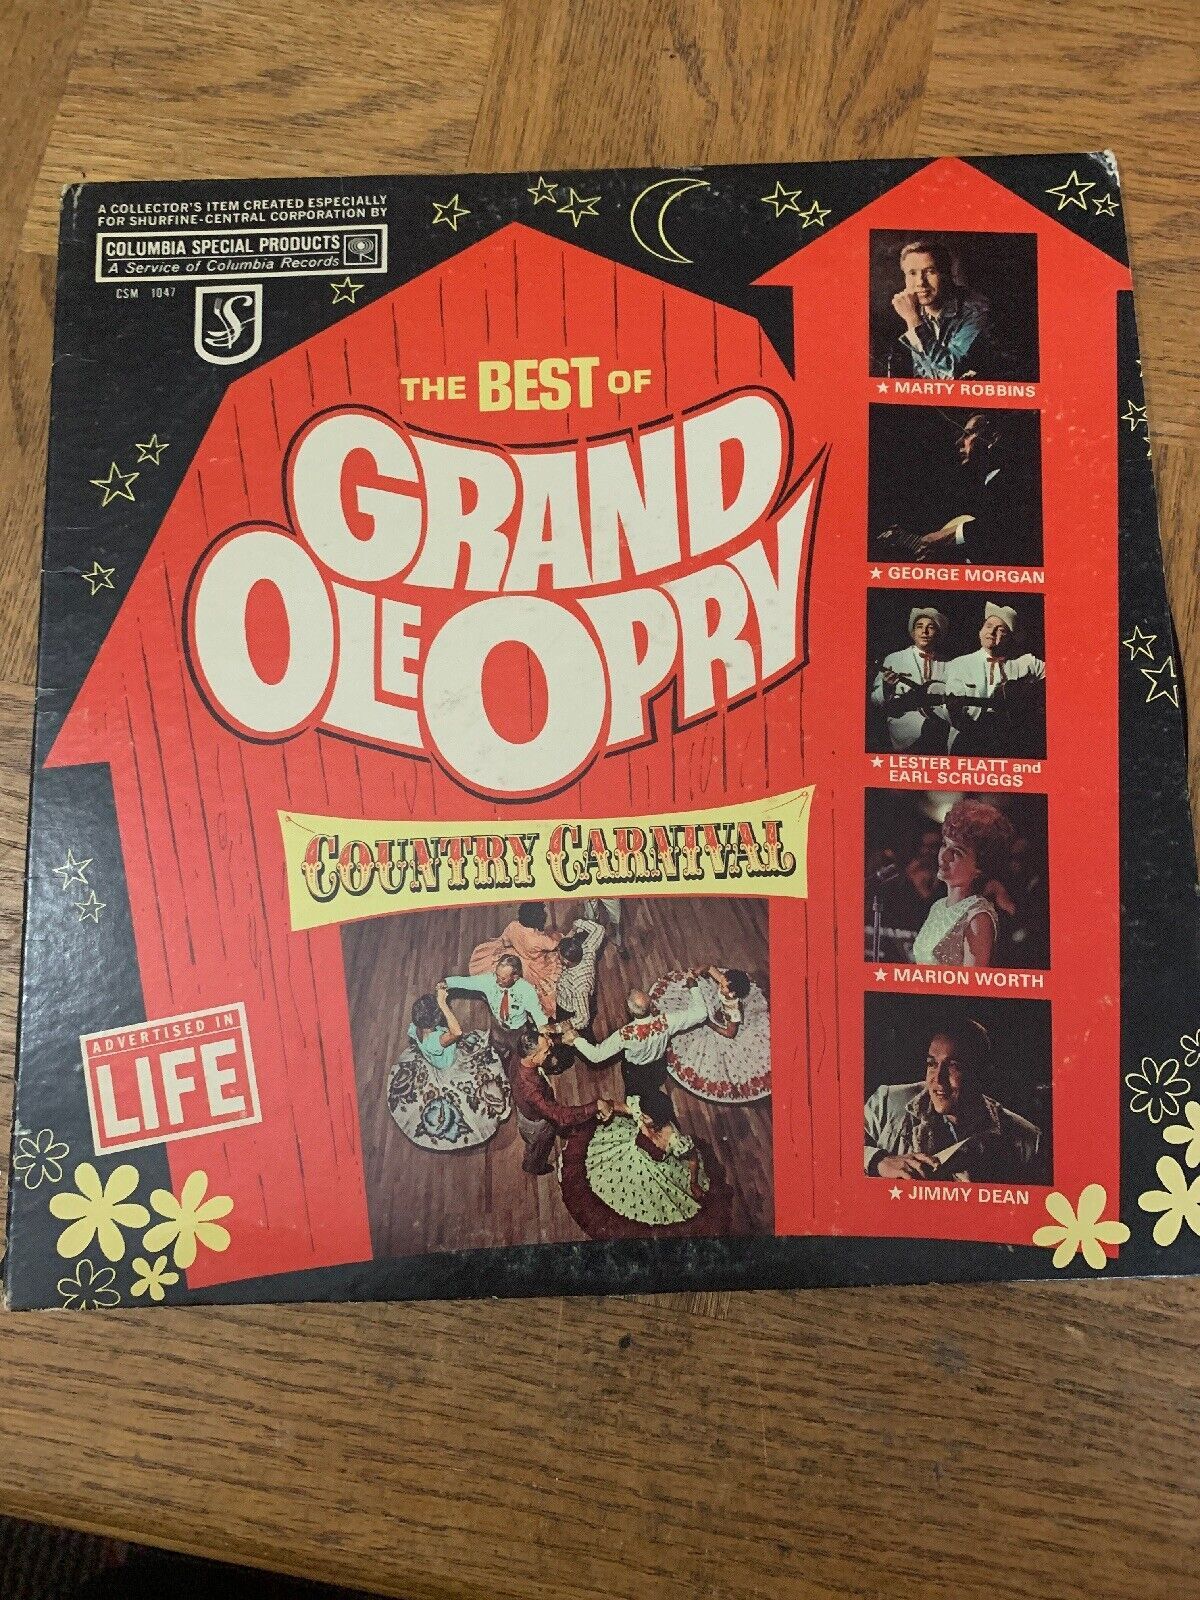 A COLLECTOR'S ITEM CREATED ESPECIALLY
FOR SHURFINE-CENTRAL CORPORATION BY
COLUMBIA SPECIAL PRODUCTS
A Service of Columbia Records
CSM 1047
S
THE BEST OF
GRAND
OLE OPRY
COUNTRY CARNIVAL
ADVERTISED IN
LIFE
★ MARTY ROBBINS
★ GEORGE MORGAN
★ LESTER FLATT and
EARL SCRUGGS
★ MARION WORTH
★ JIMMY DEAN